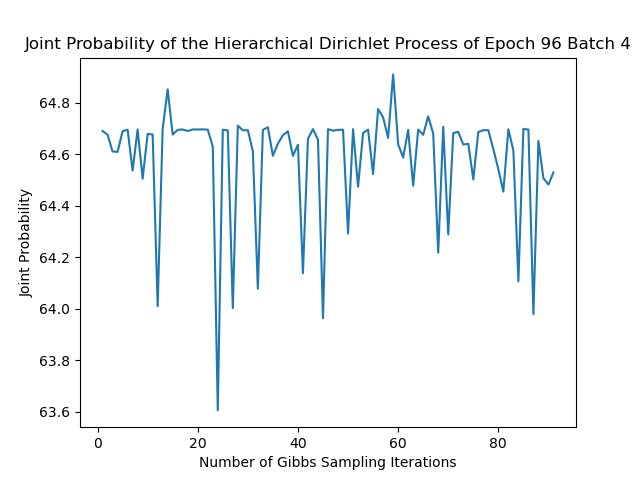 Joint Probability of the Hierarchical Dirichlet Process of Epoch 96 Batch 4
64.8
64.6
64.4
64.2
64.0
63.8
63.6
Joint Probability
0 20 40 60 80
Number of Gibbs Sampling Iterations